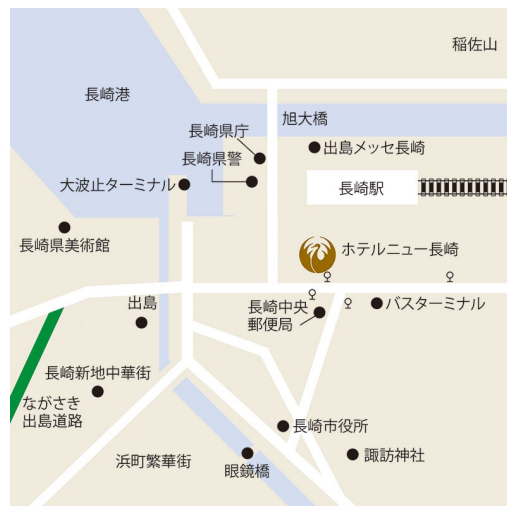 稲佐山
長崎港
旭大橋
長崎県庁
出島メッセ長崎
長崎県警
大波止ターミナル
長崎駅
長崎県美術館
ホテルニュー長崎
出島
長崎中央
郵便局
バスターミナル
長崎新地中華街
ながさき
出島道路
長崎市役所
浜町繁華街
眼鏡橋
諏訪神社